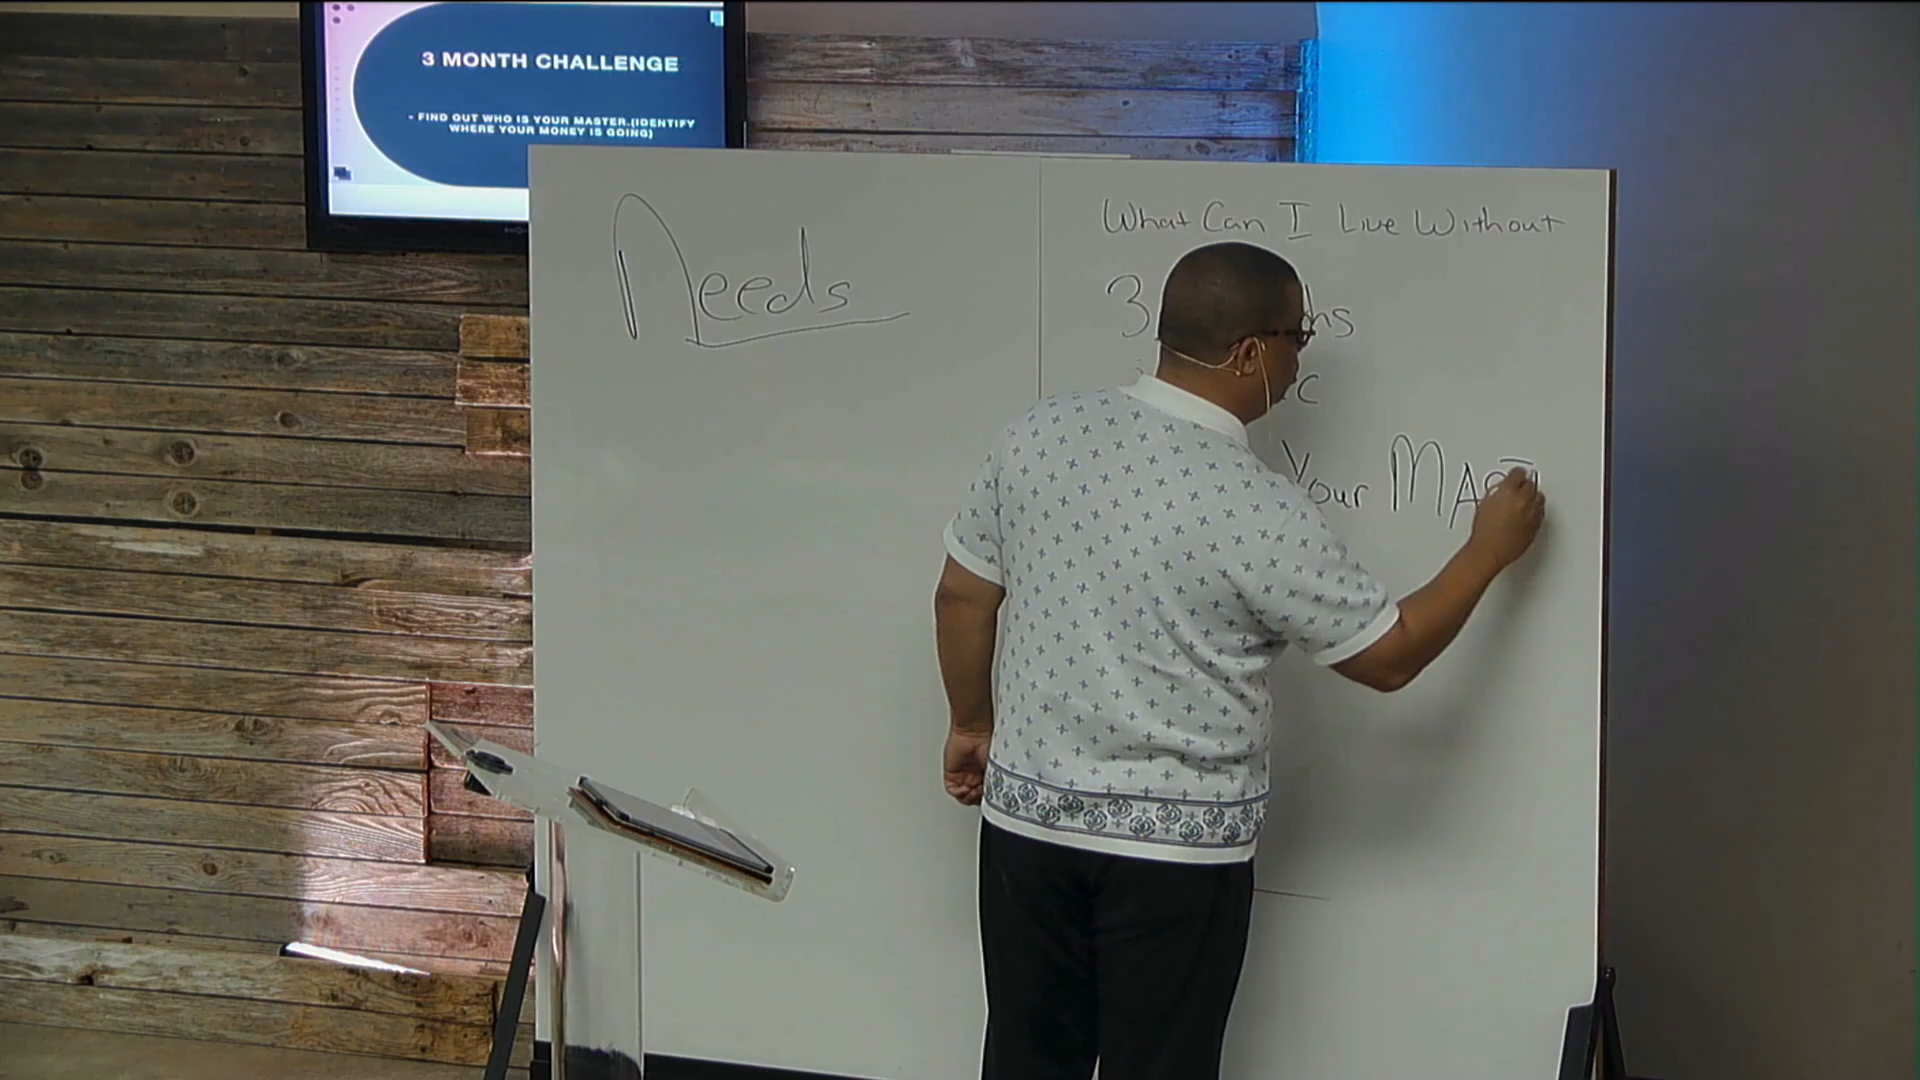 3 MONTH CHALLENGE
- FIND OUT WHO IS YOUR MASTER.(IDENTIFY
WHERE YOUR MONEY IS GOING)
Needs
What Can I Live Without
3
Your